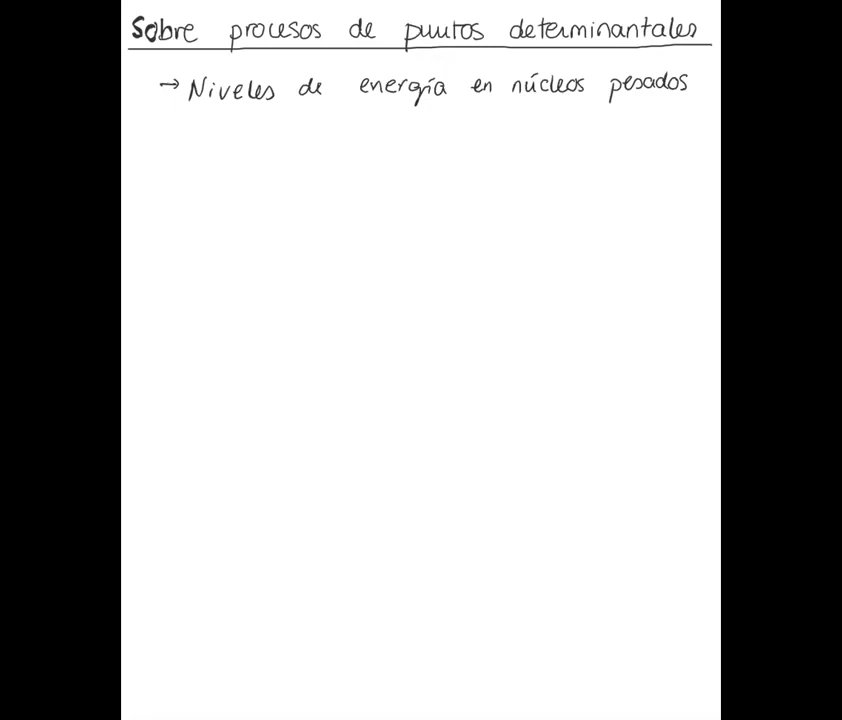 Sobre procesos de puntos determinantales
→ Niveles de energía en núcleos pesados